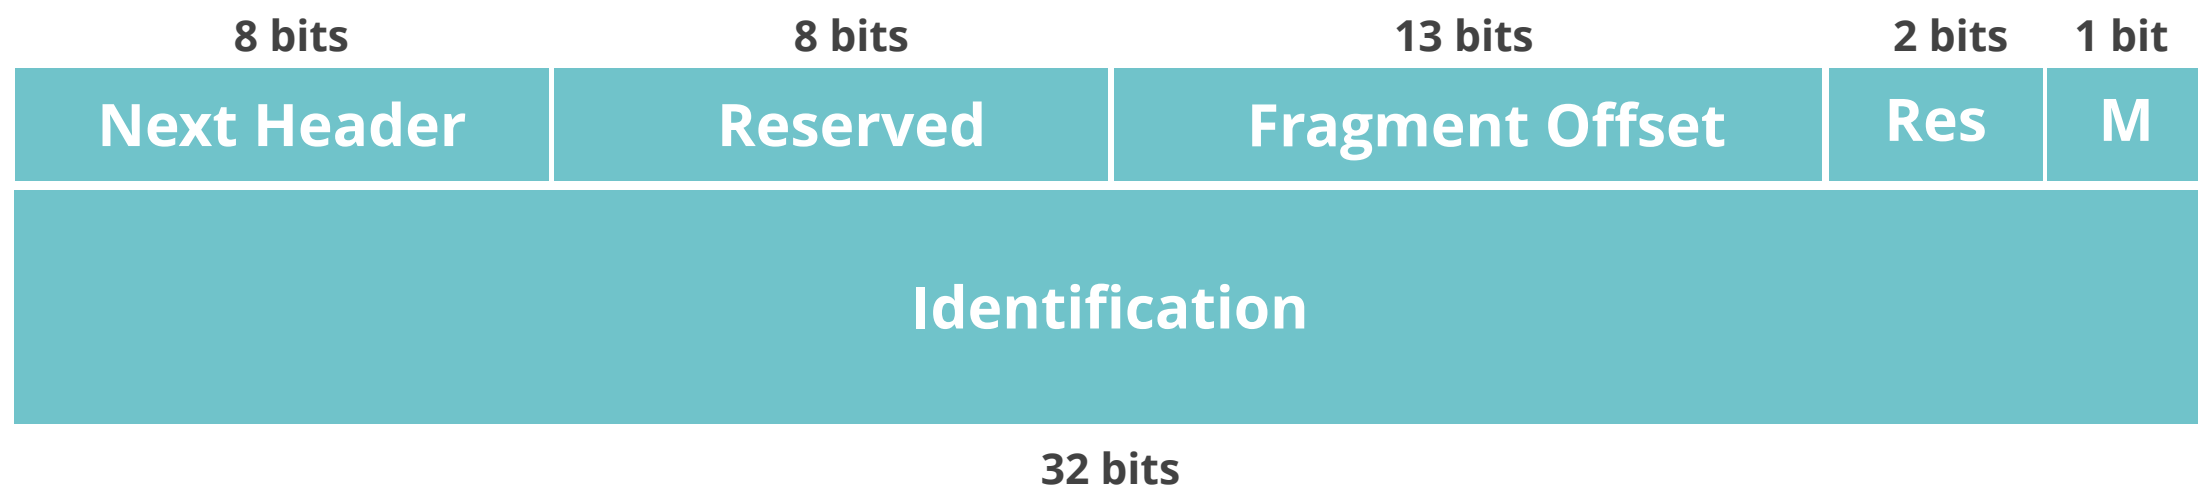 8 bits 8 bits 13 bits 2 bits 1 bit
Next Header Reserved Fragment Offset Res M
Identification
32 bits